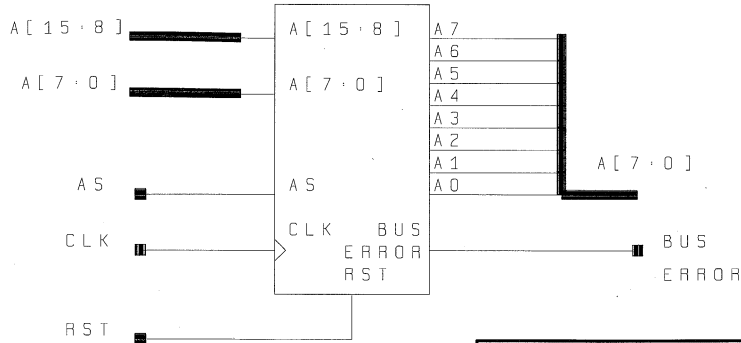 A[15:8]
A[15:8]
A7
A6
A[7:0]
A[7:0]
A5
A4
A3
A2
A1
A[7:0]
AS
AS
A0
CLK
CLK
BUS
ERROR
RST
BUS
ERROR
RST